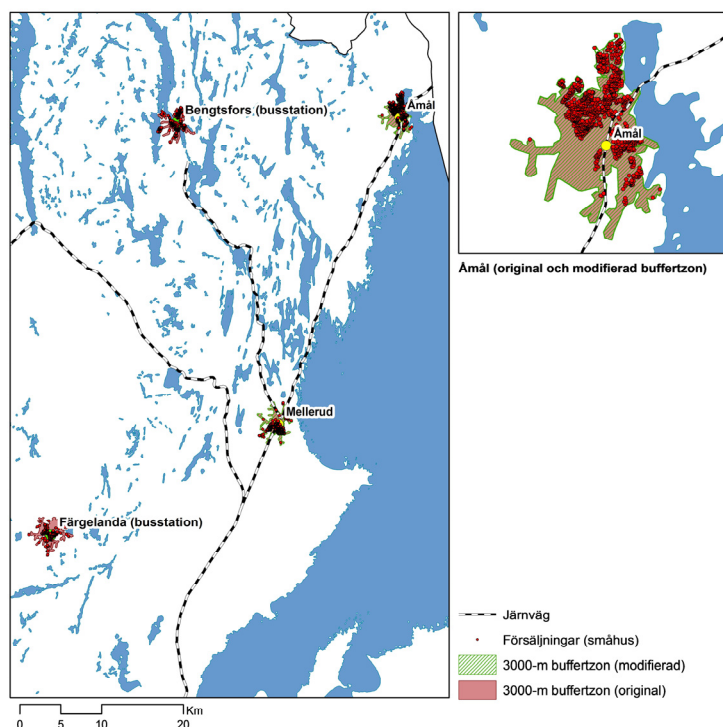 Bengtsfors (busstation)
Åmål
Mellerud
Färgelanda (busstation)
Åmål
Åmål (original och modifierad buffertzon)
Järnväg
Försäljningar (småhus)
3000-m buffertzon (modifierad)
3000-m buffertzon (original)
Km
0 5 10 20